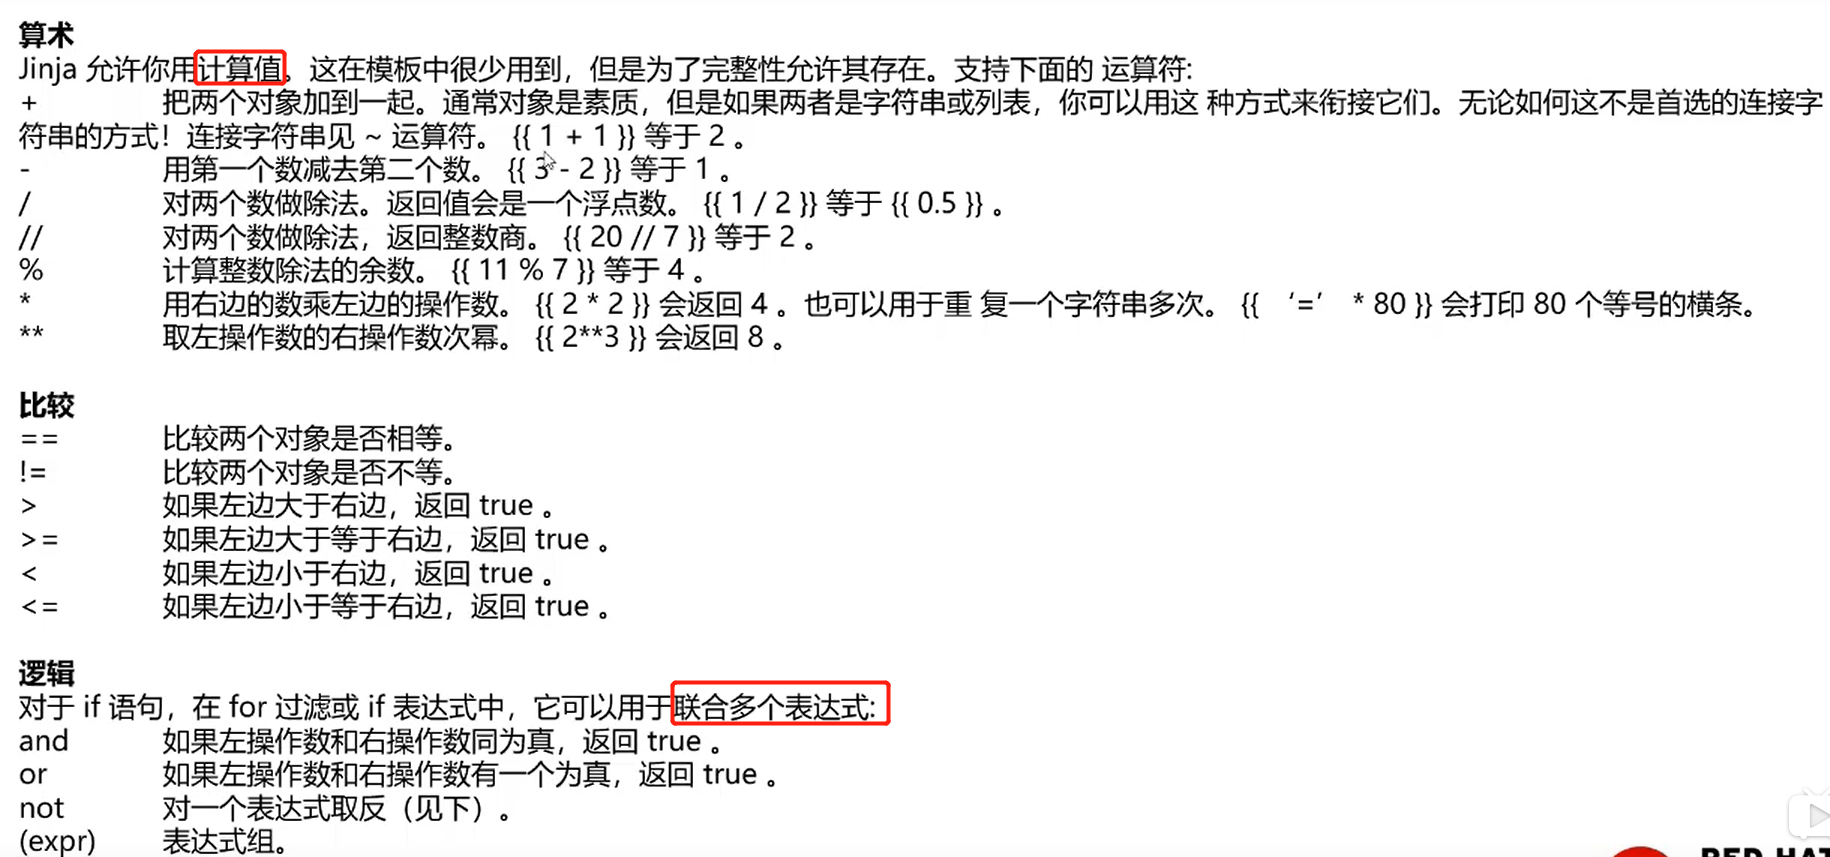 算术
Jinja 允许你用计算值。这在模板中很少用到，但是为了完整性允许其存在。支持下面的 运算符:
+ 把两个对象加到一起。通常对象是素质，但是如果两者是字符串或列表，你可以用这 种方式来衔接它们。无论如何这不是首选的连接字
符串的方式！连接字符串见 ~ 运算符。 {{ 1 + 1 }} 等于 2 。
- 用第一个数减去第二个数。 {{ 3 - 2 }} 等于 1 。
/ 对两个数做除法。返回值会是一个浮点数。 {{ 1 / 2 }} 等于 {{ 0.5 }} 。
// 对两个数做除法，返回整数商。 {{ 20 // 7 }} 等于 2 。
% 计算整数除法的余数。 {{ 11 % 7 }} 等于 4 。
* 用右边的数乘左边的操作数。 {{ 2 * 2 }} 会返回 4 。也可以用于重 复一个字符串多次。 {{ ‘=’ * 80 }} 会打印 80 个等号的横条。
** 取左操作数的右操作数次幂。 {{ 2**3 }} 会返回 8 。
比较
== 比较两个对象是否相等。
!= 比较两个对象是否不等。
> 如果左边大于右边，返回 true 。
>= 如果左边大于等于右边，返回 true 。
< 如果左边小于右边，返回 true 。
<= 如果左边小于等于右边，返回 true 。
逻辑
对于 if 语句，在 for 过滤或 if 表达式中，它可以用于联合多个表达式:
and 如果左操作数和右操作数同为真，返回 true 。
or 如果左操作数和右操作数有一个为真，返回 true 。
not 对一个表达式取反（见下）。
(expr) 表达式组。
RED HAT